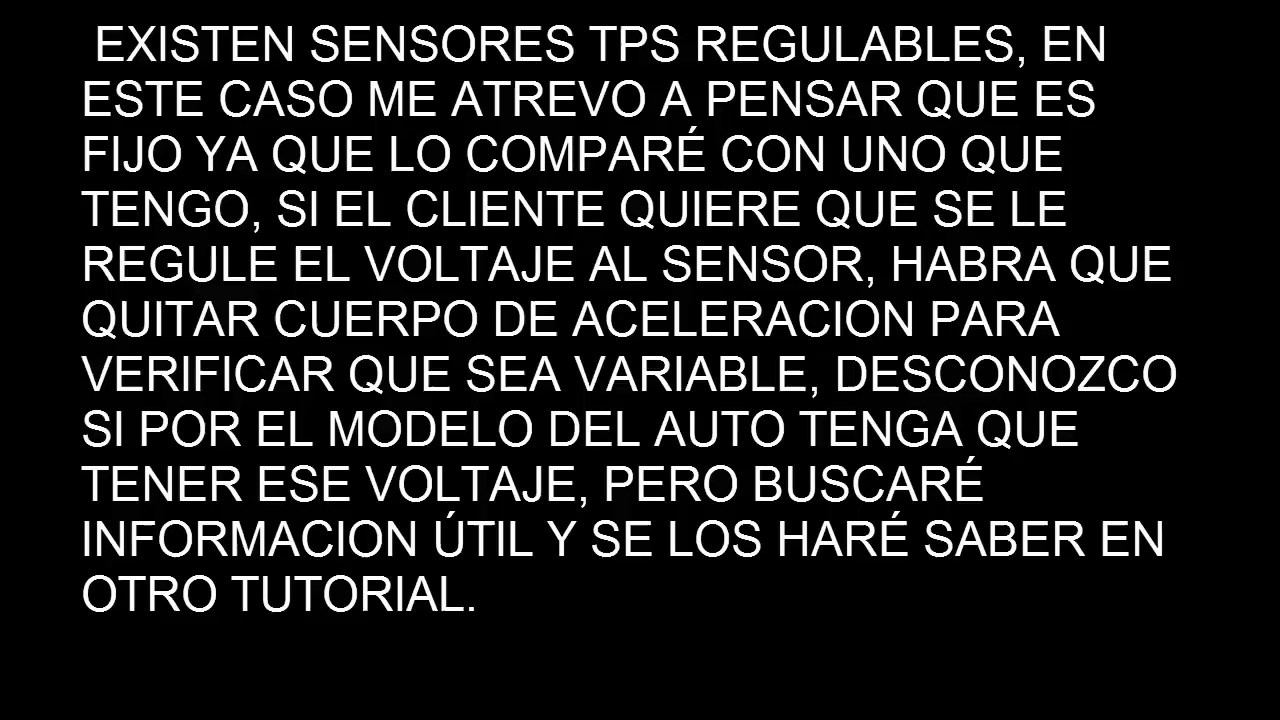 EXISTEN SENSORES TPS REGULABLES, EN
ESTE CASO ME ATREVO A PENSAR QUE ES
FIJO YA QUE LO COMPARÉ CON UNO QUE
TENGO, SI EL CLIENTE QUIERE QUE SE LE
REGULE EL VOLTAJE AL SENSOR, HABRA QUE
QUITAR CUERPO DE ACELERACION PARA
VERIFICAR QUE SEA VARIABLE, DESCONOZCO
SI POR EL MODELO DEL AUTO TENGA QUE
TENER ESE VOLTAJE, PERO BUSCARÉ
INFORMACION ÚTIL Y SE LOS HARÉ SABER EN
OTRO TUTORIAL.